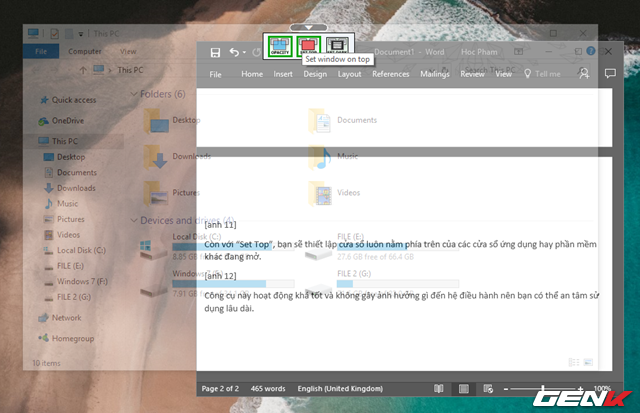 This PC
Document1 - Word
Hoc Pham
OPACITY
SET TOP
Set window on top
File
Computer
View
File
Home
Insert
Design
Layout
References
Mailings
Review
View
Tell me
This PC
Search This PC
Quick access
OneDrive
This PC
Desktop
Documents
Downloads
Music
Pictures
Videos
Local Disk (C:)
FILE (E:)
Windows 7 (F:)
FILE 2 (G:)
Network
Homegroup
Folders (6)
Desktop
Documents
Downloads
Music
Pictures
Videos
Devices and drives (4)
Local Disk (C:)
FILE (E:)
27.6 GB free of 66.4 GB
FILE 2 (G:)
[anh 11]
Còn với “Set Top”, bạn sẽ thiết lập cửa sổ luôn nằm phía trên của các cửa sổ ứng dụng hay phần mềm
khác đang mở.
[anh 12]
Công cụ này hoạt động khá tốt và không gây ảnh hưởng gì đến hệ điều hành nên bạn có thể an tâm sử
dụng lâu dài.
10 items
Page 2 of 2
465 words
English (United Kingdom)
100%
GENK